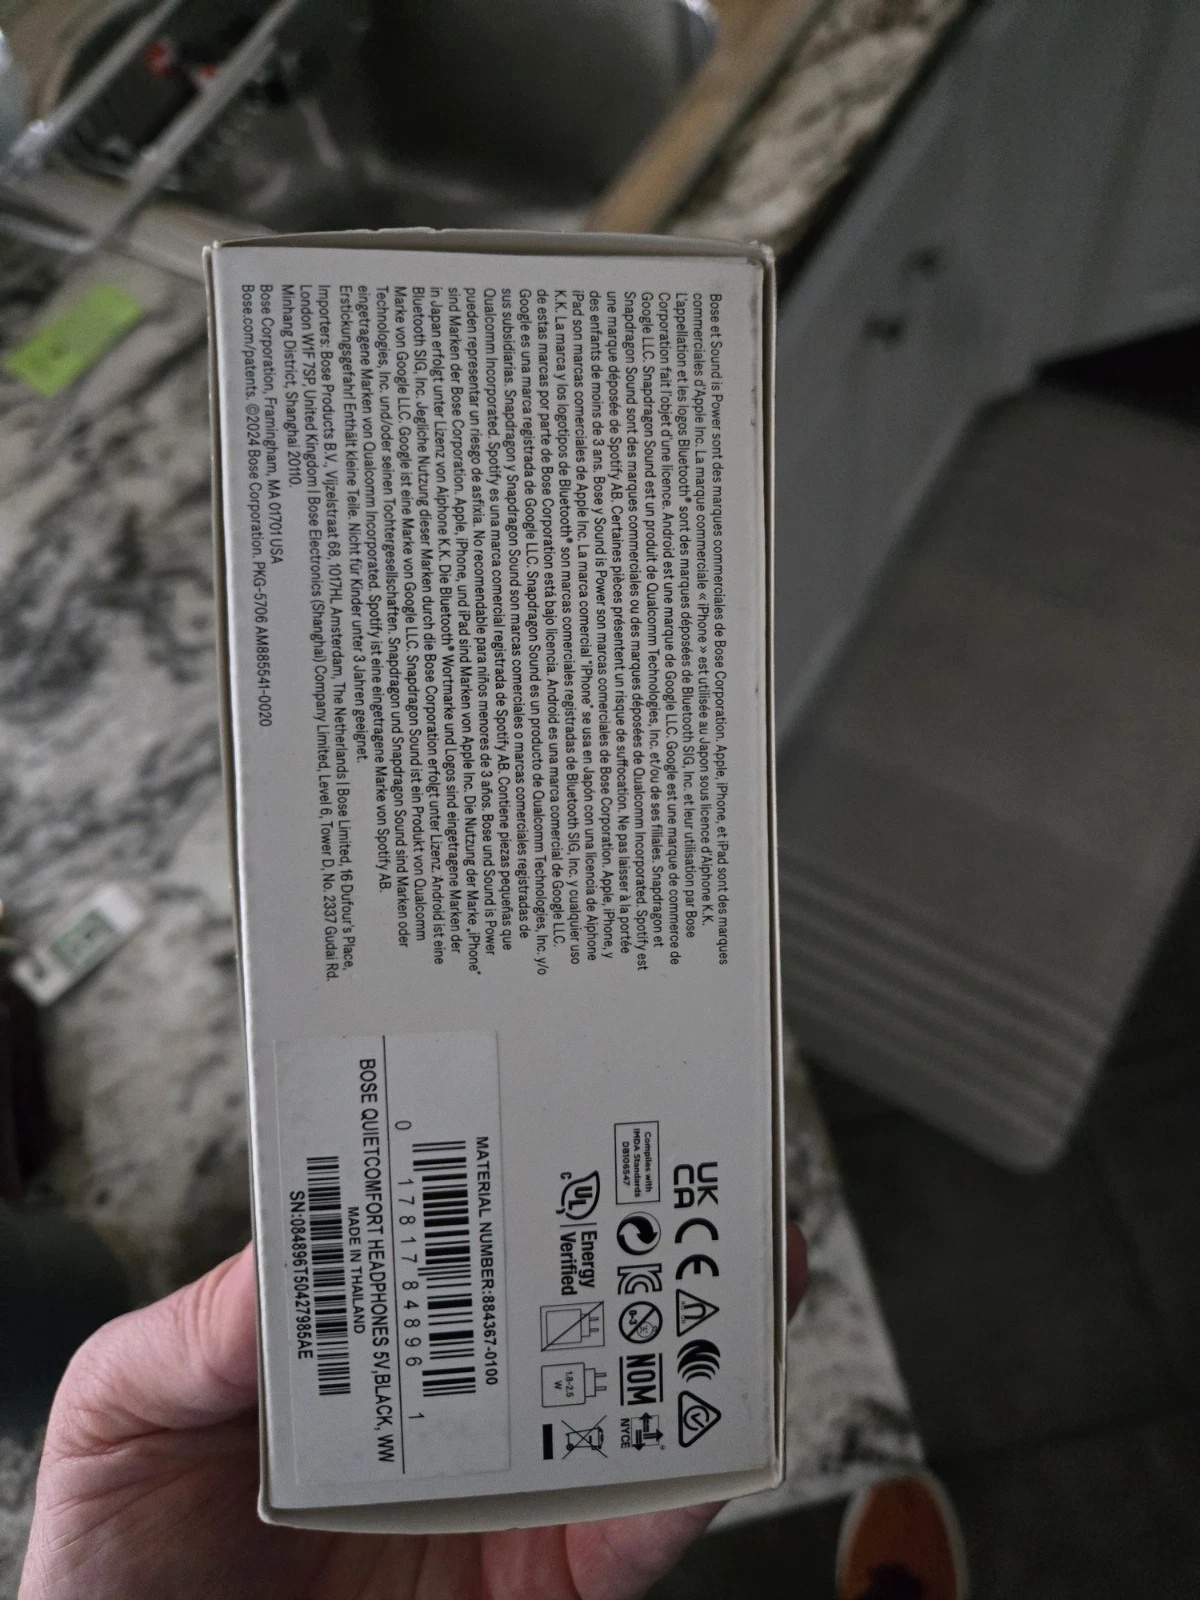 Bose et Sound is Power sont des marques commerciales de Bose Corporation. Apple, iPhone, et iPad sont des marques
commerciales d'Apple Inc. La marque commerciale « iPhone » est utilisée au Japon sous licence d'Aiphone K.K.
L'appellation et les logos Bluetooth® sont des marques déposées de Bluetooth SIG, Inc. et leur utilisation par Bose
Corporation fait l'objet d'une licence. Android est une marque de Google LLC. Google est une marque de commerce de
Google LLC. Snapdragon Sound est un produit de Qualcomm Technologies, Inc. et/ou de ses filiales. Snapdragon et
Snapdragon Sound sont des marques commerciales ou des marques déposées de Qualcomm Incorporated. Spotify est
une marque déposée de Spotify AB. Certaines pièces présentent un risque de suffocation. Ne pas laisser à la portée
des enfants de moins de 3 ans. Bose y Sound is Power son marcas comerciales de Bose Corporation. Apple, iPhone, y
iPad son marcas comerciales de Apple Inc. La marca comercial "iPhone" se usa en Japón con una licencia de Aiphone
K.K. La marca y los logotipos de Bluetooth® son marcas comerciales registradas de Bluetooth SIG, Inc. y cualquier uso
de estas marcas por parte de Bose Corporation está bajo licencia. Android es una marca comercial de Google LLC.
Google es una marca registrada de Google LLC. Snapdragon Sound es un producto de Qualcomm Technologies, Inc. y/o
sus subsidiarias. Snapdragon y Snapdragon Sound son marcas comerciales o marcas comerciales registradas de
Qualcomm Incorporated. Spotify es una marca comercial registrada de Spotify AB. Contiene piezas pequeñas que
pueden representar un riesgo de asfixia. No recomendable para niños menores de 3 años. Bose und Sound is Power
sind Marken der Bose Corporation. Apple, iPhone, und iPad sind Marken von Apple Inc. Die Nutzung der Marke „iPhone"
in Japan erfolgt unter Lizenz von Aiphone K.K. Die Bluetooth® Wortmarke und Logos sind eingetragene Marken der
Bluetooth SIG, Inc. Jegliche Nutzung dieser Marken durch die Bose Corporation erfolgt unter Lizenz. Android ist eine
Marke von Google LLC. Google ist eine Marke von Google LLC. Snapdragon Sound ist ein Produkt von Qualcomm
Technologies, Inc. und/oder seinen Tochtergesellschaften. Snapdragon und Snapdragon Sound sind Marken oder
eingetragene Marken von Qualcomm Incorporated. Spotify ist eine eingetragene Marke von Spotify AB.
Erstickungsgefahr! Enthält kleine Teile. Nicht für Kinder unter 3 Jahren geeignet.
Importers: Bose Products B.V., Vijzelstraat 68, 1017HL Amsterdam, The Netherlands | Bose Limited, 16 Dufour's Place,
London W1F 7SP, United Kingdom | Bose Electronics (Shanghai) Company Limited, Level 6, Tower D, No. 2337 Gudai Rd.
Minhang District, Shanghai 20110.
Bose Corporation, Framingham, MA 01701 USA
Bose.com/patents. ©2024 Bose Corporation. PKG-5706 AM885541-0020
UK
CA
CE
Complies with
IMDA Standards
DB106547
0-3
NOM
NYCE
c UL Energy
Verified
1.8-2.5
W
MATERIAL NUMBER:884367-0100
0 17817 84896 1
BOSE QUIETCOMFORT HEADPHONES 5V,BLACK, WW
MADE IN THAILAND
SN:084896T50427985AE